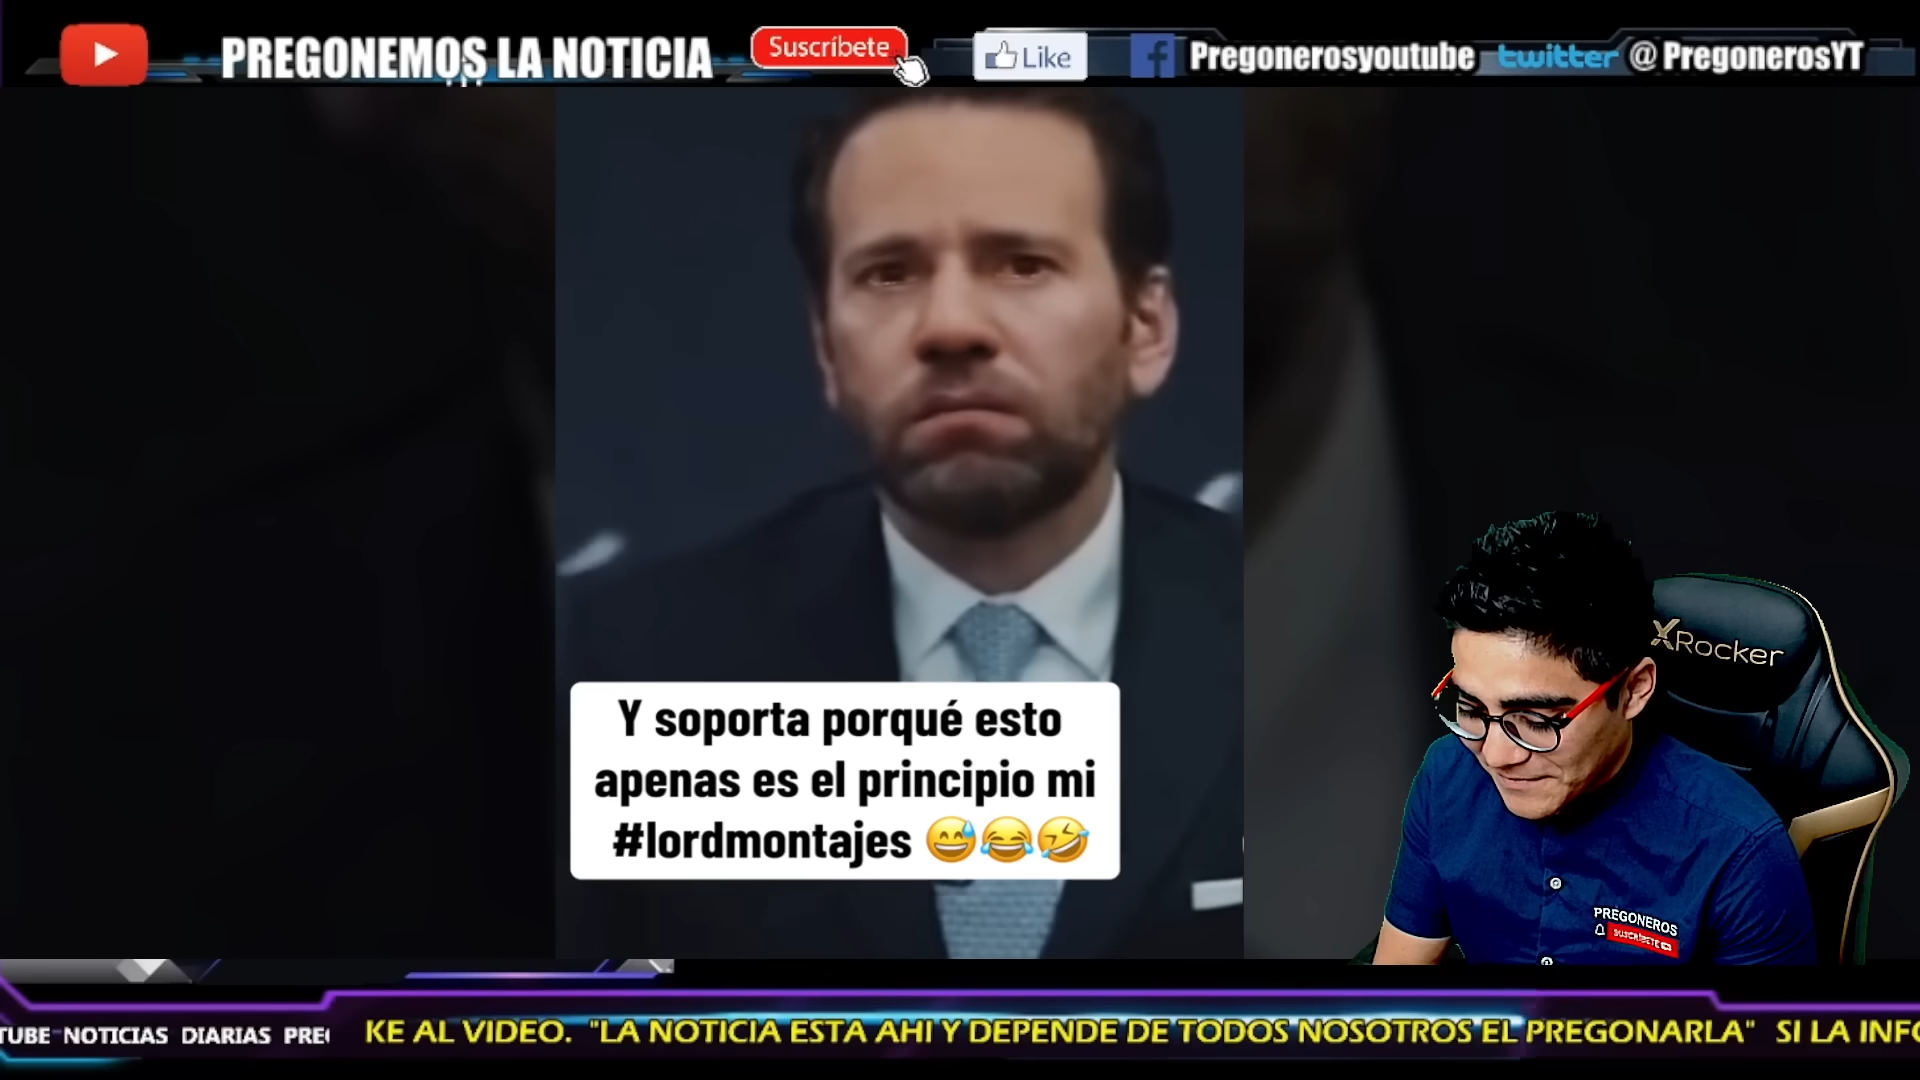 PREGONEMOS LA NOTICIA
Suscríbete
Like
Pregonerosyoutube
twitter @PregonerosYT
XRocker
Y soporta porqué esto
apenas es el principio mi
#lordmontajes 😅😂🤣
PREGONEROS
SUSCRÍBETE
TUBE NOTICIAS DIARIAS PREG
KE AL VIDEO. "LA NOTICIA ESTA AHI Y DEPENDE DE TODOS NOSOTROS EL PREGONARLA" SI LA INFO